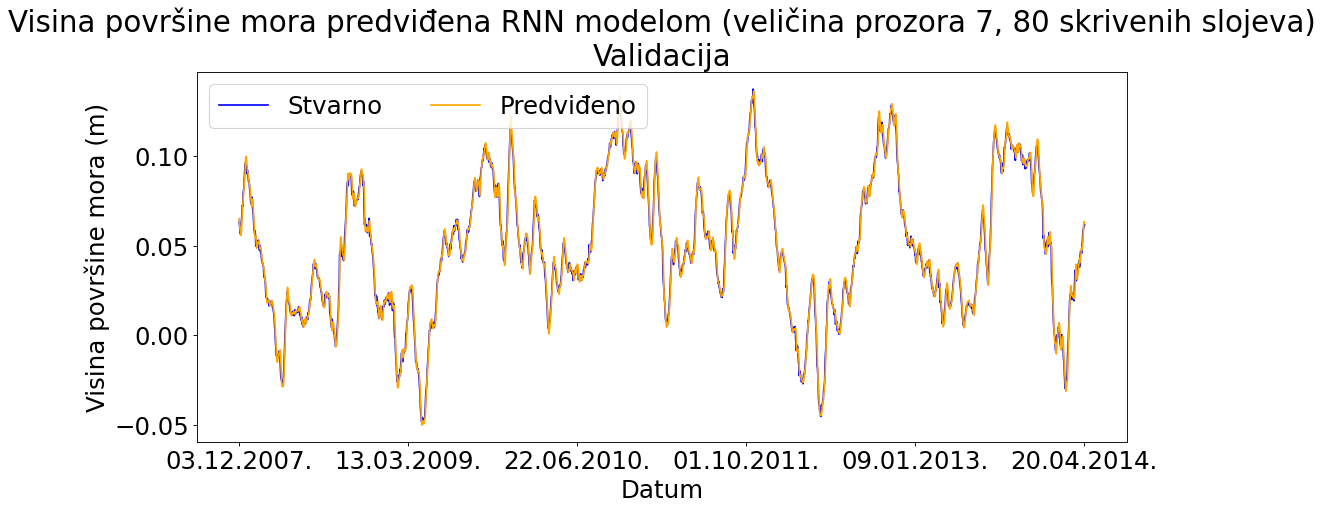 Visina površine mora predviđena RNN modelom (veličina prozora 7, 80 skrivenih slojeva)
Validacija
Stvarno Predviđeno
Visina površine mora (m)
0.10
0.05
0.00
−0.05
03.12.2007. 13.03.2009. 22.06.2010. 01.10.2011. 09.01.2013. 20.04.2014.
Datum